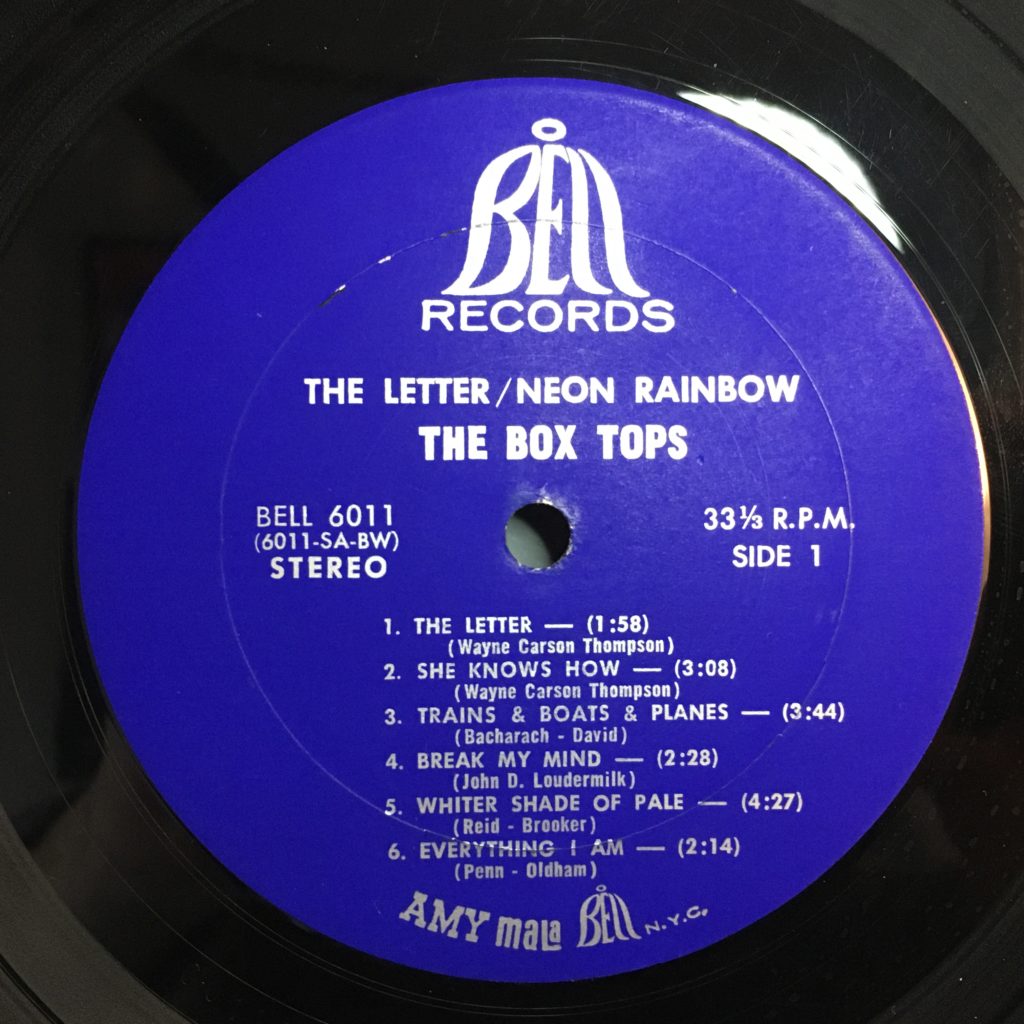 BELL
RECORDS
THE LETTER/NEON RAINBOW
THE BOX TOPS
BELL 6011
(6011-SA-BW)
STEREO
33⅓ R.P.M.
SIDE 1
1. THE LETTER — (1:58)
(Wayne Carson Thompson)
2. SHE KNOWS HOW — (3:08)
(Wayne Carson Thompson)
3. TRAINS & BOATS & PLANES — (3:44)
(Bacharach - David)
4. BREAK MY MIND — (2:28)
(John D. Loudermilk)
5. WHITER SHADE OF PALE — (4:27)
(Reid - Brooker)
6. EVERYTHING I AM — (2:14)
(Penn - Oldham)
AMY mala BELL N.Y.C.